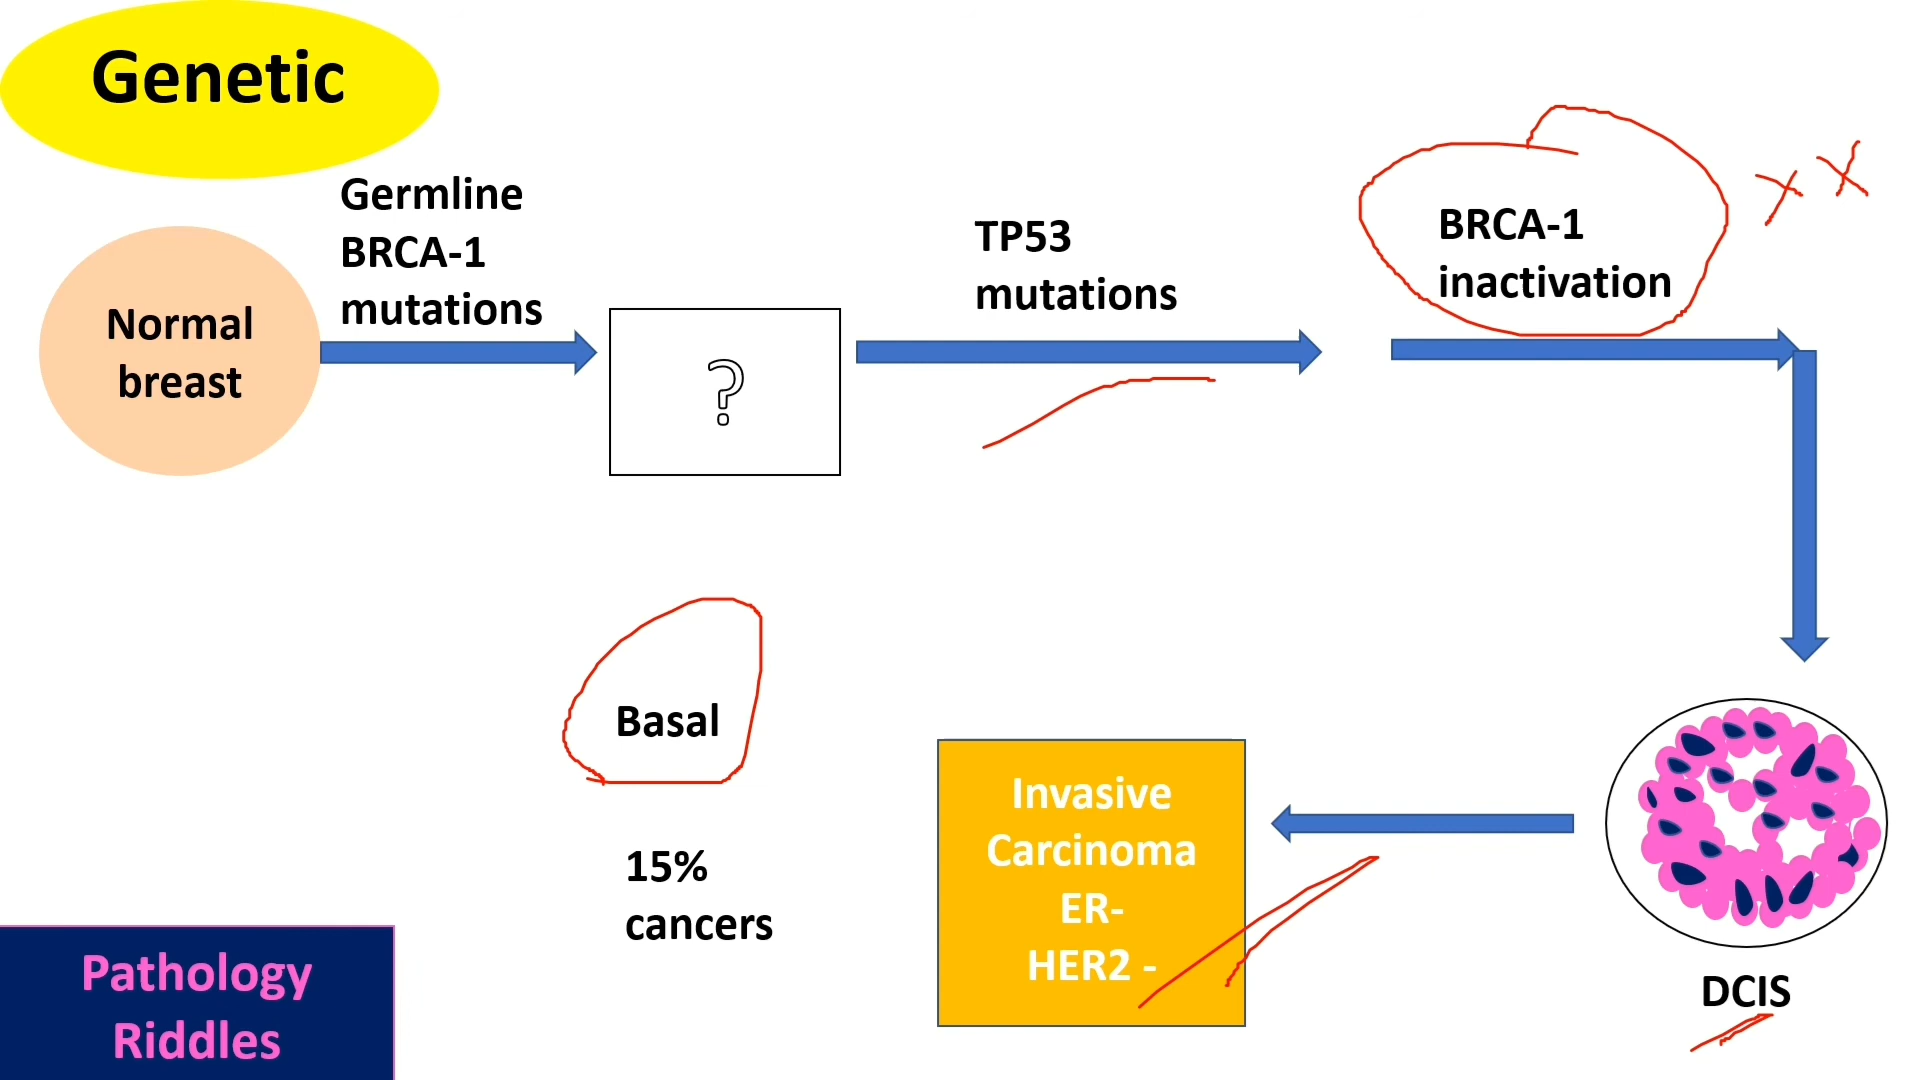 Genetic
Normal
breast
Germline
BRCA-1
mutations
?
TP53
mutations
BRCA-1
inactivation
x x
DCIS
Invasive
Carcinoma
ER-
HER2 -
Basal
15%
cancers
Pathology
Riddles